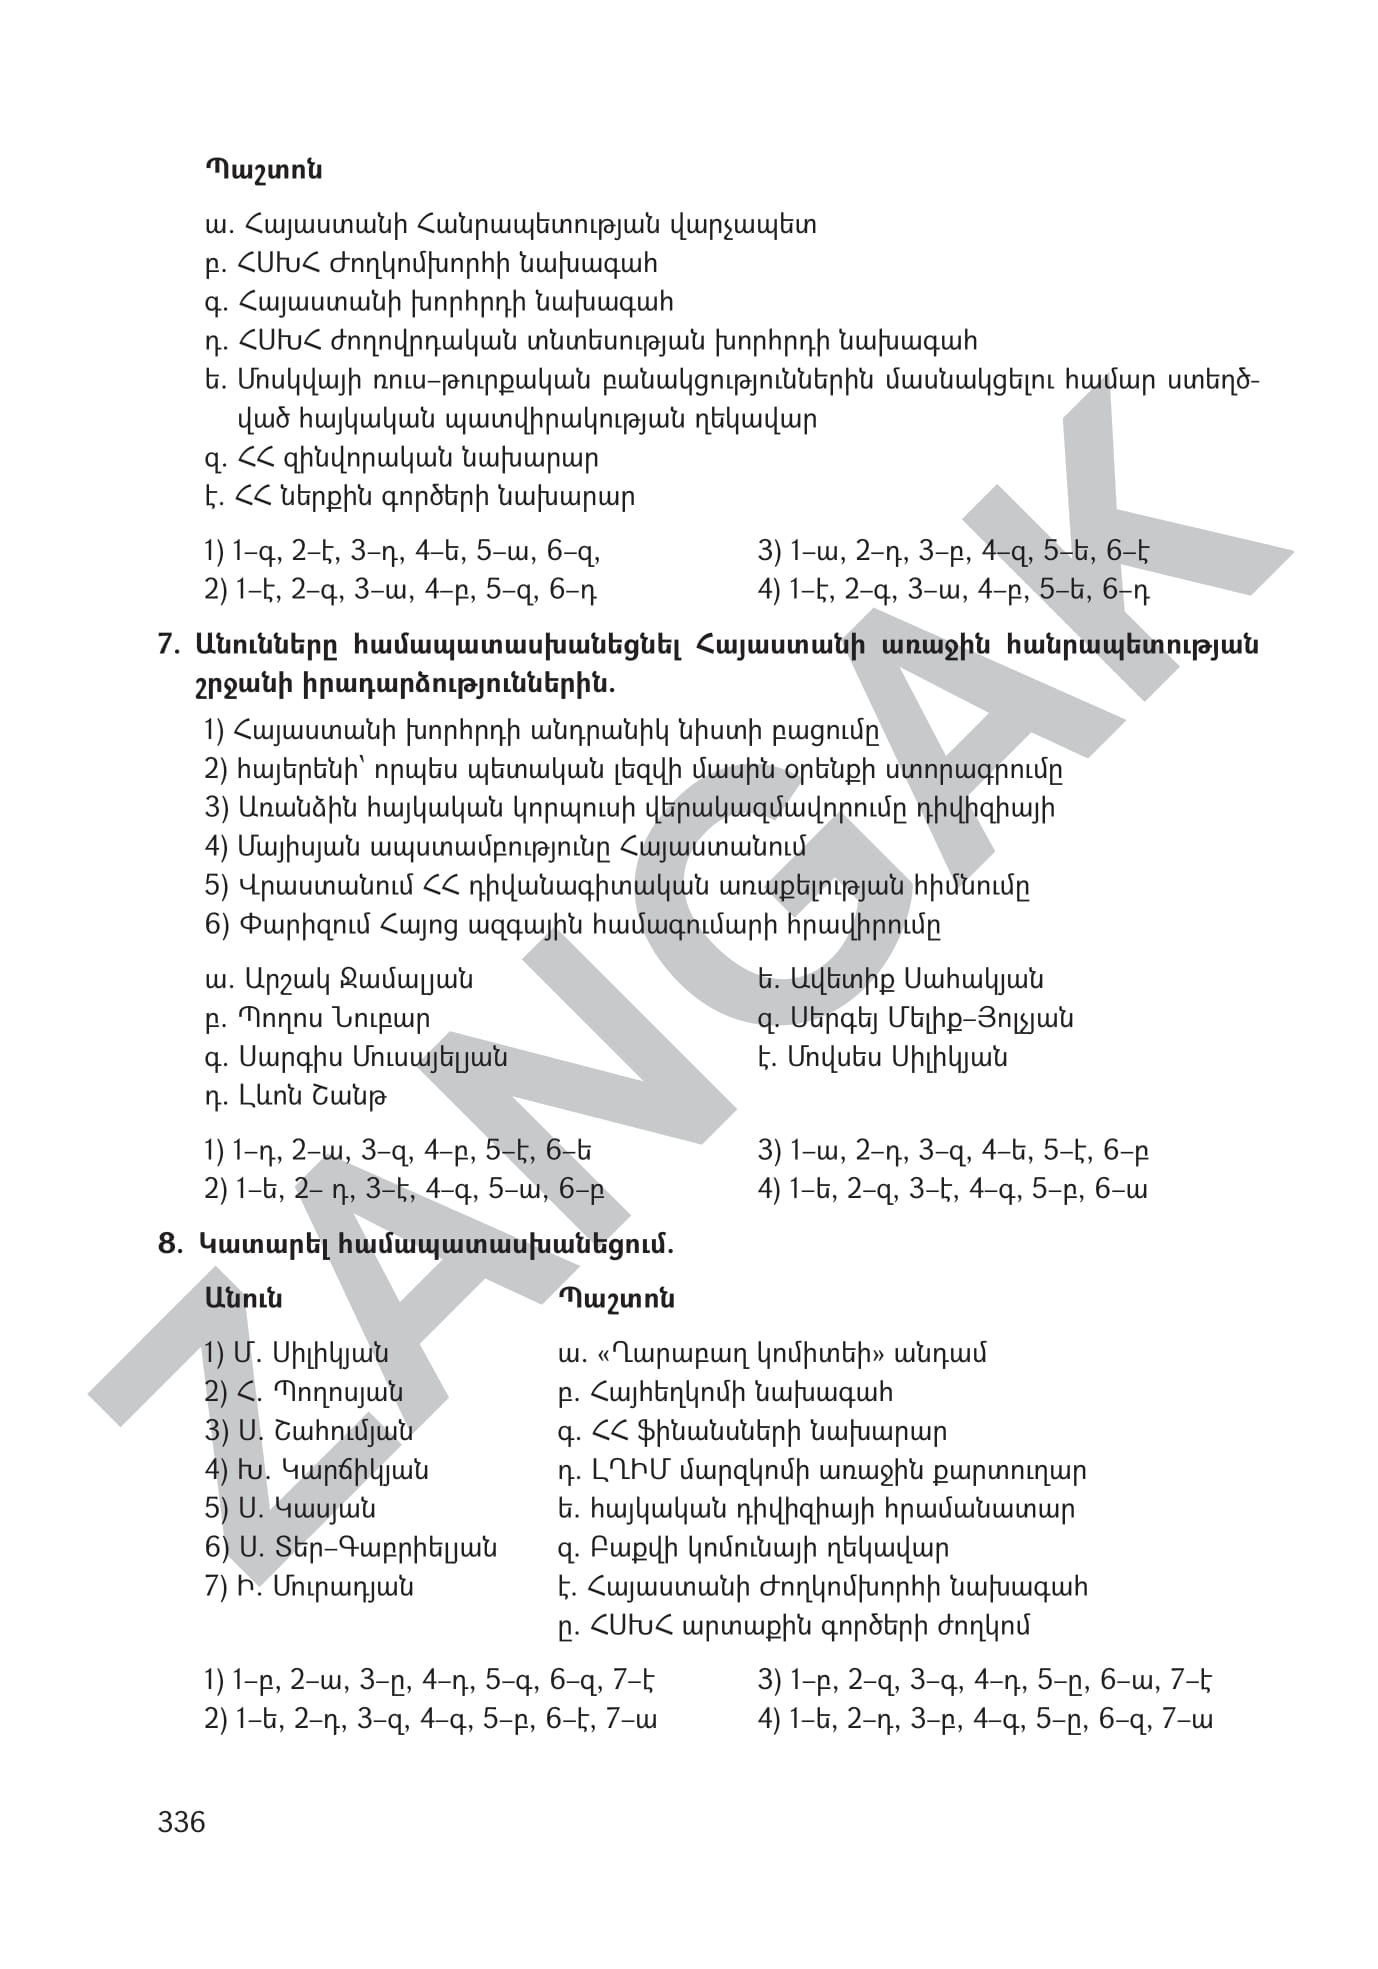 Պաշտոն
ա. Հայաստանի Հանրապետության վարչապետ
բ. ՀՍԽՀ Ժողկոմխորհի նախագահ
գ. Հայաստանի խորհրդի նախագահ
դ. ՀՍԽՀ ժողովրդական տնտեսության խորհրդի նախագահ
ե. Մոսկվայի ռուս–թուրքական բանակցություններին մասնակցելու համար ստեղծ-
ված հայկական պատվիրակության ղեկավար
զ. ՀՀ զինվորական նախարար
է. ՀՀ ներքին գործերի նախարար
1) 1–գ, 2–է, 3–դ, 4–ե, 5–ա, 6–զ, 3) 1–ա, 2–դ, 3–բ, 4–զ, 5–ե, 6–է
2) 1–է, 2–գ, 3–ա, 4–բ, 5–զ, 6–դ 4) 1–է, 2–գ, 3–ա, 4–բ, 5–ե, 6–դ
7. Անունները համապատասխանեցնել Հայաստանի առաջին հանրապետության
շրջանի իրադարձություններին.
1) Հայաստանի խորհրդի անդրանիկ նիստի բացումը
2) հայերենի՝ որպես պետական լեզվի մասին օրենքի ստորագրումը
3) Առանձին հայկական կորպուսի վերակազմավորումը դիվիզիայի
4) Մայիսյան ապստամբությունը Հայաստանում
5) Վրաստանում ՀՀ դիվանագիտական առաքելության հիմնումը
6) Փարիզում Հայոց ազգային համագումարի հրավիրումը
ա. Արշակ Ջամալյան ե. Ավետիք Սահակյան
բ. Պողոս Նուբար զ. Սերգեյ Մելիք–Յոլչյան
գ. Սարգիս Մուսայելյան է. Մովսես Սիլիկյան
դ. Լևոն Շանթ
1) 1–դ, 2–ա, 3–զ, 4–բ, 5–է, 6–ե 3) 1–ա, 2–դ, 3–զ, 4–ե, 5–է, 6–բ
2) 1–ե, 2– դ, 3–է, 4–գ, 5–ա, 6–բ 4) 1–ե, 2–զ, 3–է, 4–գ, 5–բ, 6–ա
8. Կատարել համապատասխանեցում.
Անուն Պաշտոն
1) Մ. Սիլիկյան ա. «Ղարաբաղ կոմիտեի» անդամ
2) Հ. Պողոսյան բ. Հայհեղկոմի նախագահ
3) Ս. Շահումյան գ. ՀՀ ֆինանսների նախարար
4) Խ. Կարճիկյան դ. ԼՂԻՄ մարզկոմի առաջին քարտուղար
5) Ս. Կասյան ե. հայկական դիվիզիայի հրամանատար
6) Ս. Տեր–Գաբրիելյան զ. Բաքվի կոմունայի ղեկավար
7) Ի. Մուրադյան է. Հայաստանի Ժողկոմխորհի նախագահ
ը. ՀՍԽՀ արտաքին գործերի ժողկոմ
1) 1–բ, 2–ա, 3–ը, 4–դ, 5–գ, 6–զ, 7–է 3) 1–բ, 2–զ, 3–գ, 4–դ, 5–ը, 6–ա, 7–է
2) 1–ե, 2–դ, 3–զ, 4–գ, 5–բ, 6–է, 7–ա 4) 1–ե, 2–դ, 3–բ, 4–գ, 5–ը, 6–զ, 7–ա
336
ZANGAK